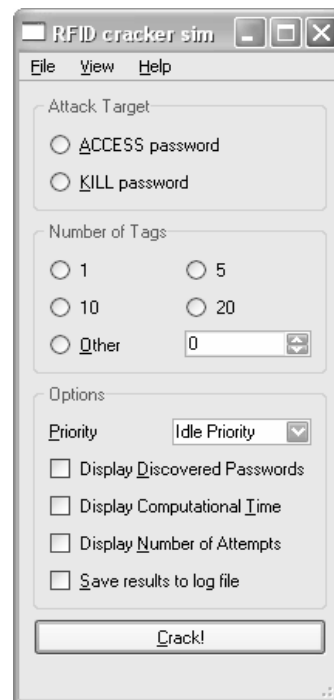 RFID cracker sim
File View Help
Attack Target
ACCESS password
KILL password
Number of Tags
1 5
10 20
Other 0
Options
Priority Idle Priority
Display Discovered Passwords
Display Computational Time
Display Number of Attempts
Save results to log file
Crack!